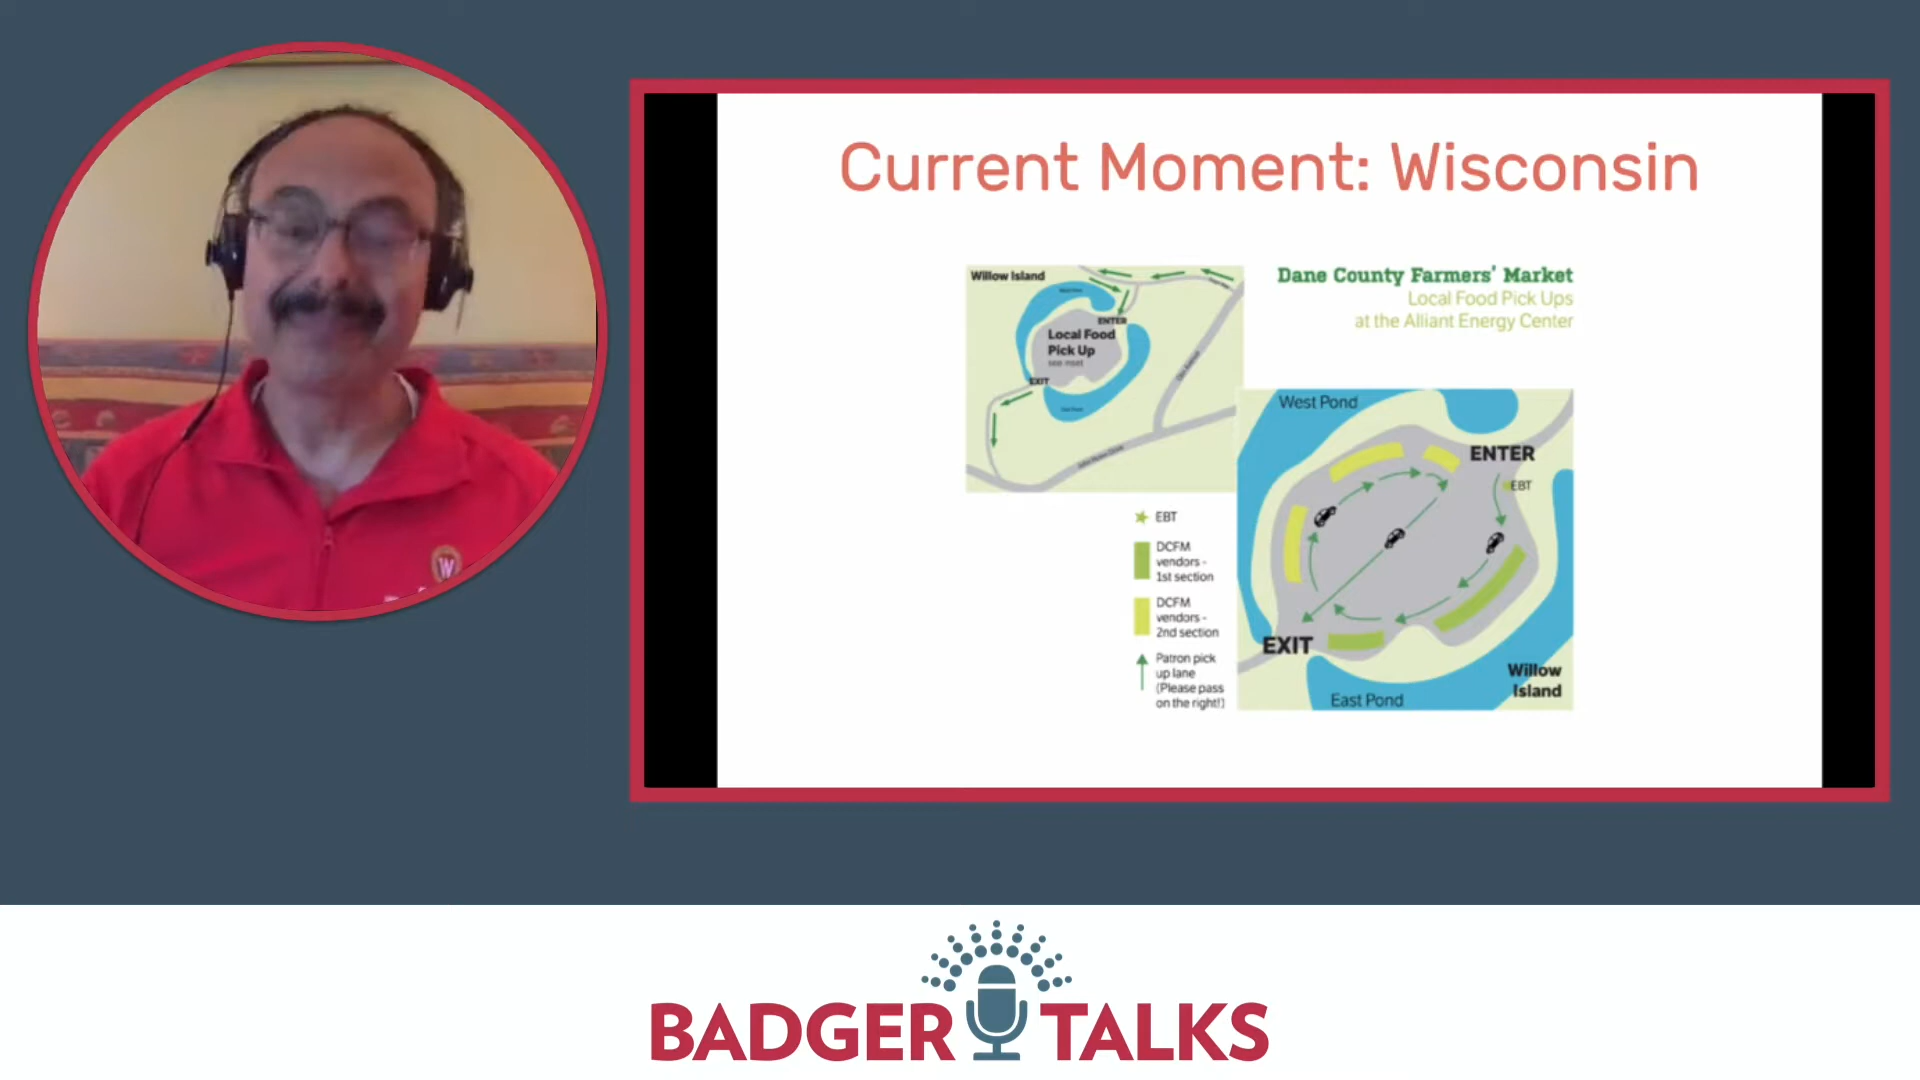 Current Moment: Wisconsin
Willow Island
ENTER
Local Food
Pick Up
see inset
EXIT
Dane County Farmers' Market
Local Food Pick Ups
at the Alliant Energy Center
West Pond
ENTER
EBT
EXIT
East Pond
Willow
Island
EBT
DCFM
vendors -
1st section
DCFM
vendors -
2nd section
Patron pick
up lane
(Please pass
on the right!)
W
BADGER TALKS